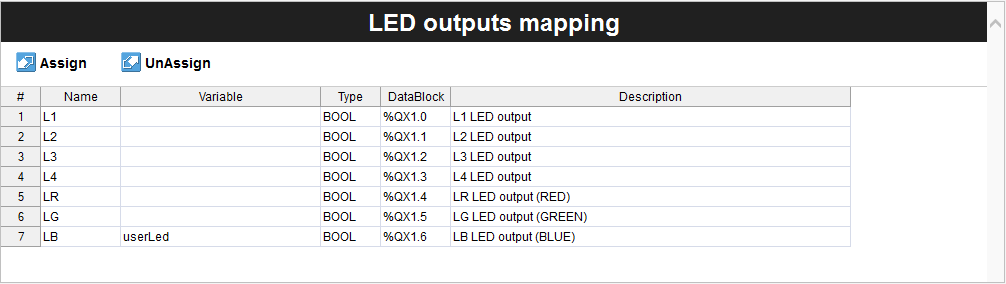 LED outputs mapping
Assign UnAssign
# Name Variable Type DataBlock Description
1 L1 BOOL %QX1.0 L1 LED output
2 L2 BOOL %QX1.1 L2 LED output
3 L3 BOOL %QX1.2 L3 LED output
4 L4 BOOL %QX1.3 L4 LED output
5 LR BOOL %QX1.4 LR LED output (RED)
6 LG BOOL %QX1.5 LG LED output (GREEN)
7 LB userLed BOOL %QX1.6 LB LED output (BLUE)